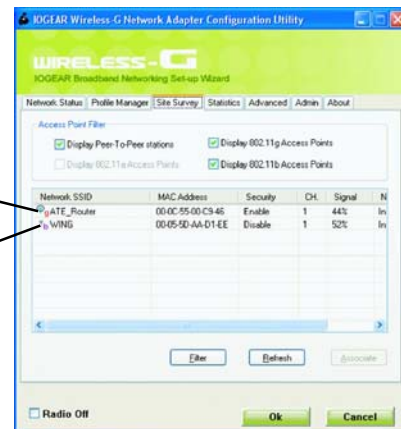 IOGEAR Wireless-G Network Adapter Configuration Utility
WIRELESS-G
IOGEAR Broadband Networking Set-up Wizard
Network Status Profile Manager Site Survey Statistics Advanced Admin About
Access Point Filter
Display Peer-To-Peer stations Display 802.11g Access Points
Display 802.11a Access Points Display 802.11b Access Points
Network SSID MAC Address Security CH. Signal N
g ATE_Router 00-0C-55-00-C9-46 Enable 1 44% In
b WING 00-05-5D-AA-D1-EE Disable 1 52% In
Filter Refresh Associate
Radio Off Ok Cancel